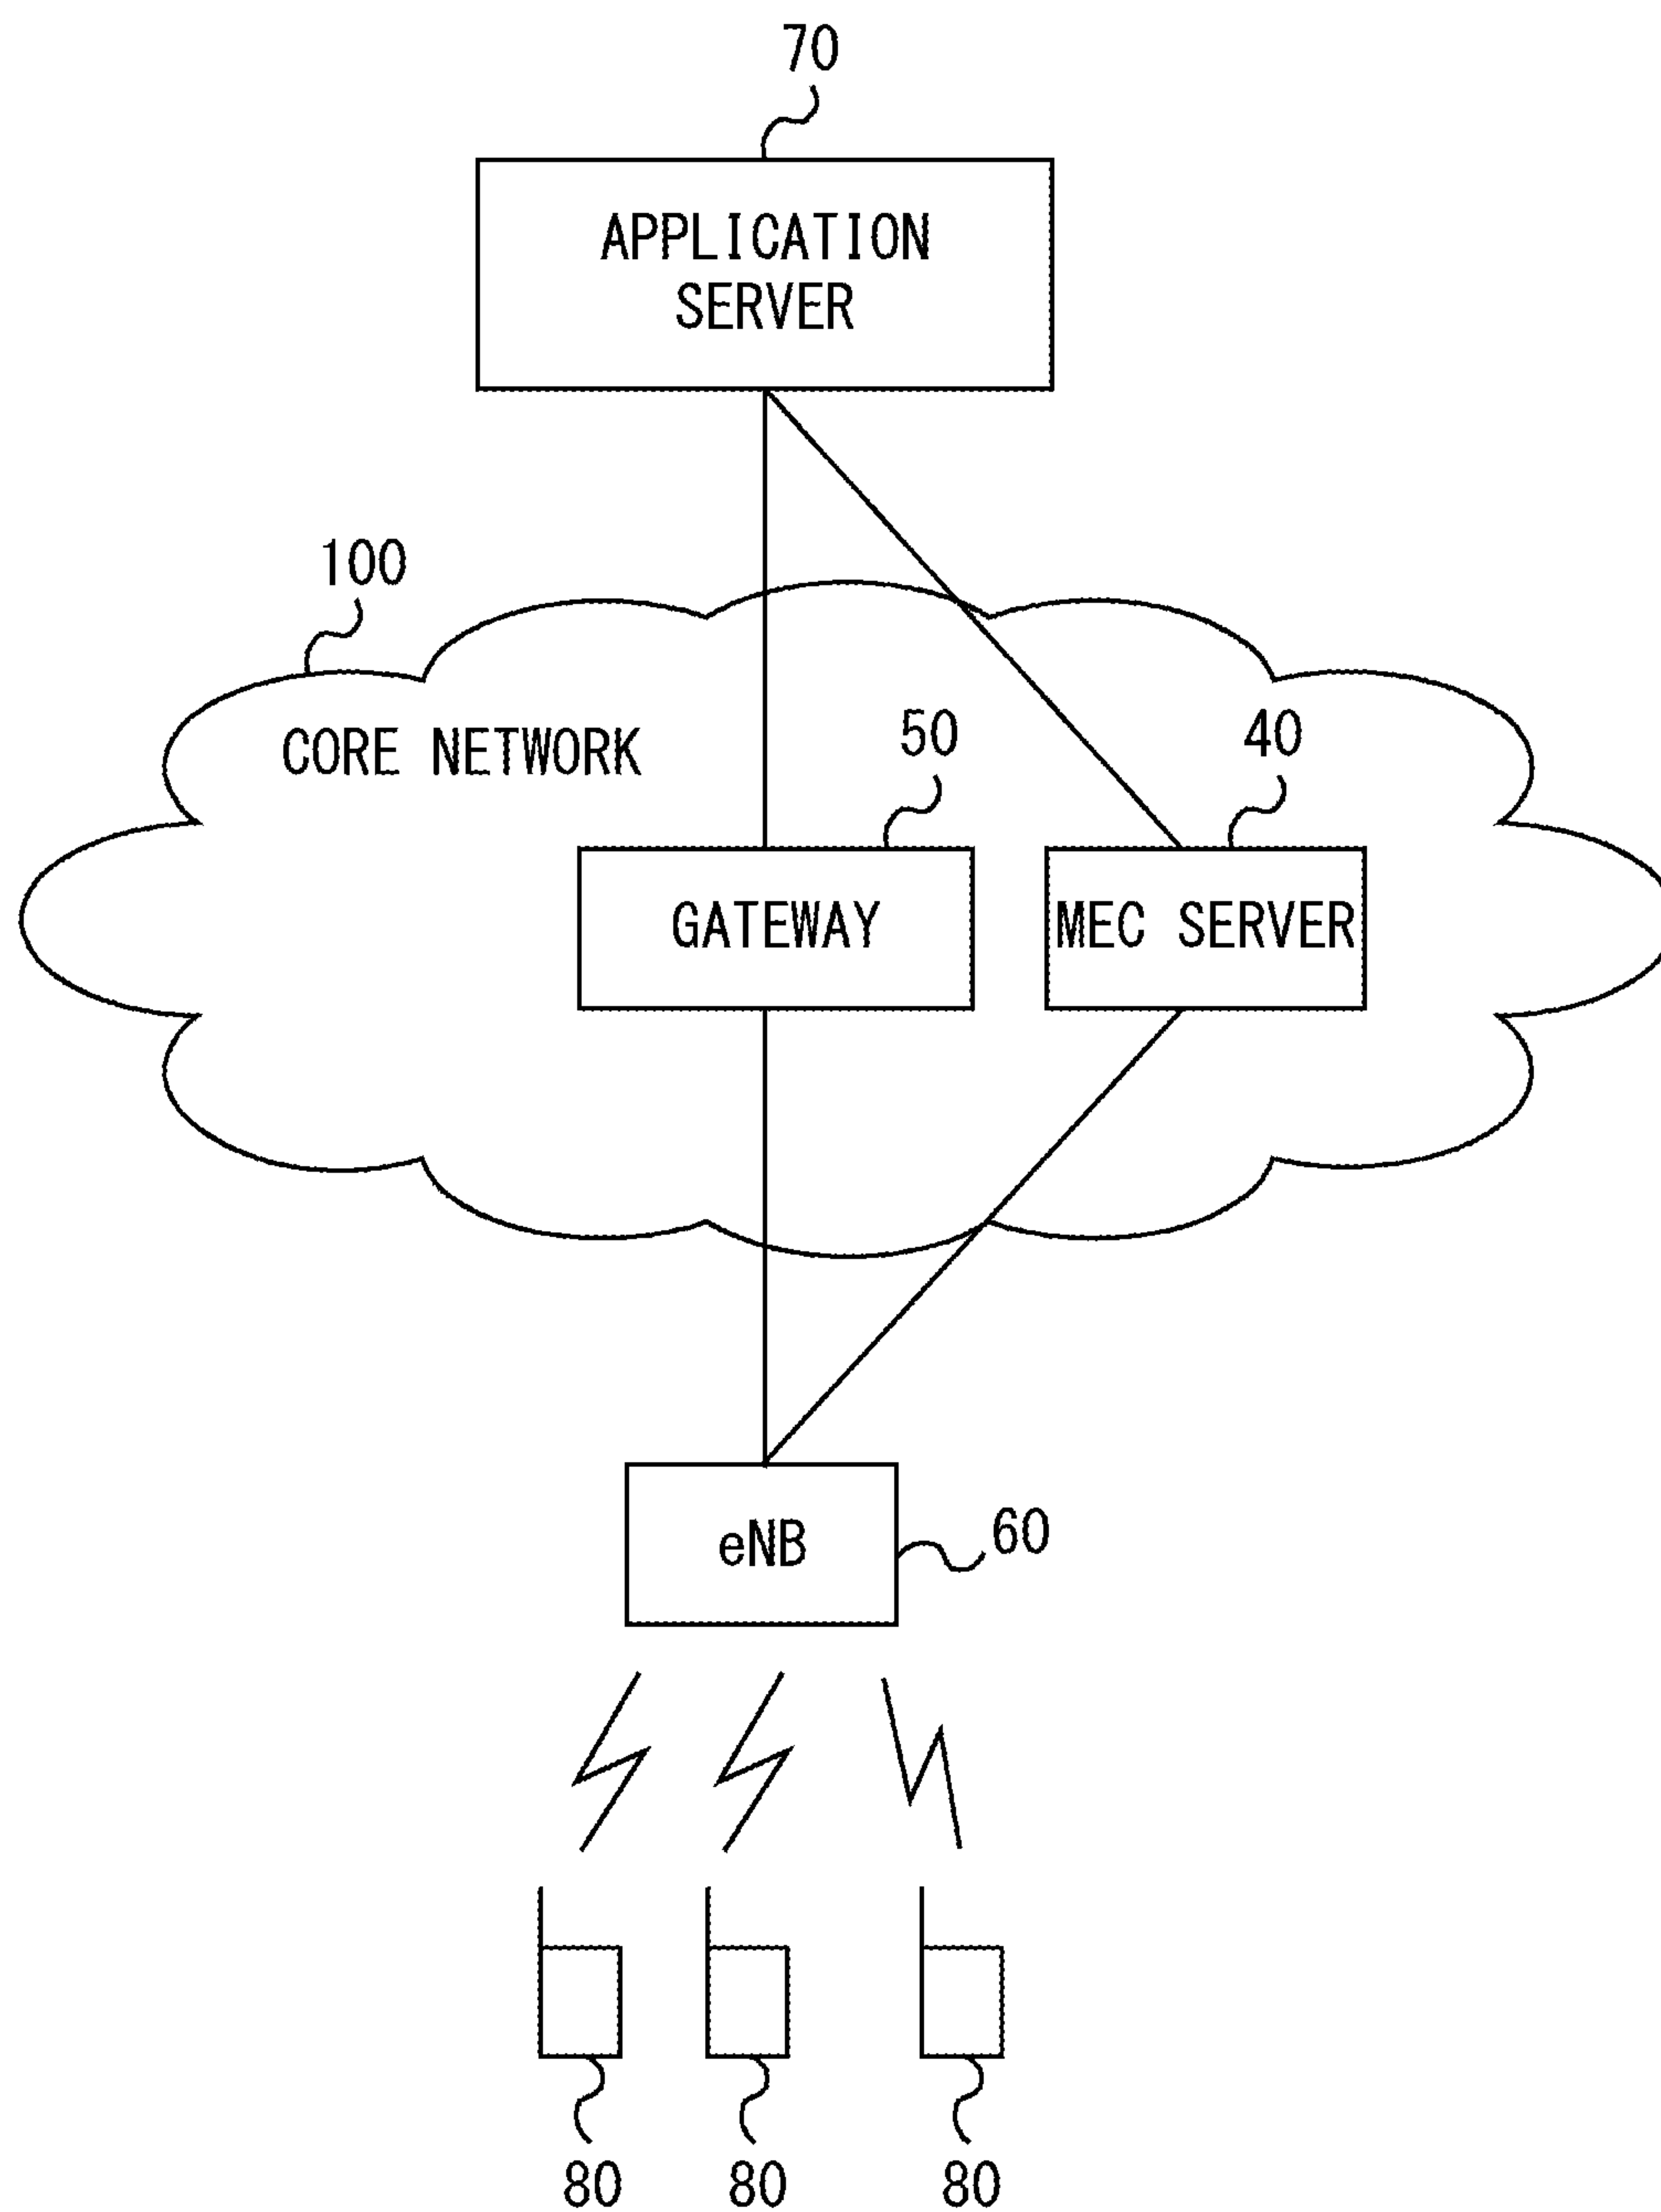 70
APPLICATION
SERVER
100
CORE NETWORK
50
40
GATEWAY
MEC SERVER
eNB
60
80
80
80